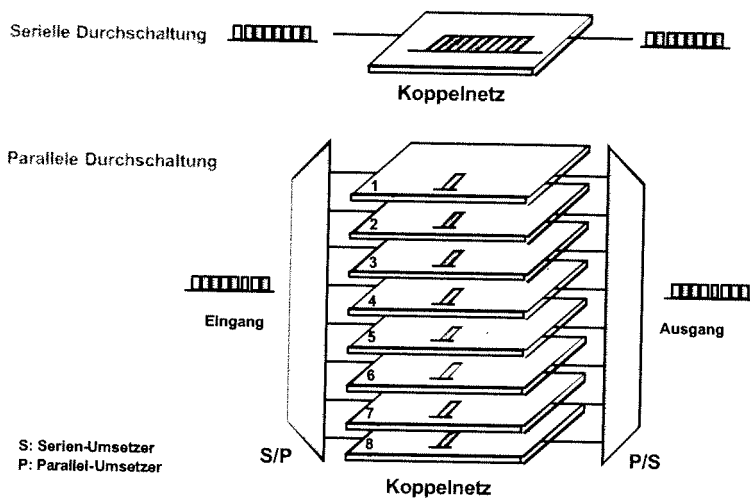 Serielle Durchschaltung
Koppelnetz
Parallele Durchschaltung
1
2
3
4
5
6
7
8
Eingang
Ausgang
S: Serien-Umsetzer
P: Parallel-Umsetzer
S/P
P/S
Koppelnetz